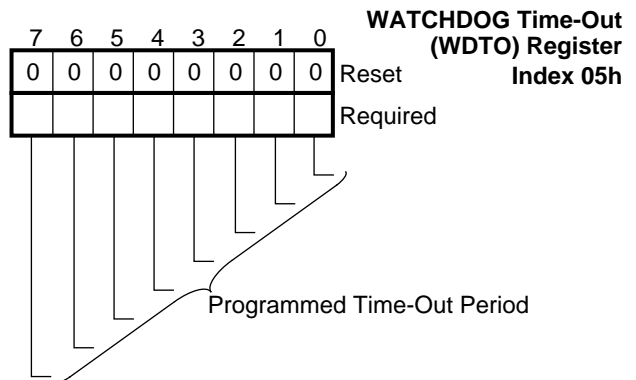 WATCHDOG Time-Out
(WDTO) Register
Index 05h
7 6 5 4 3 2 1 0
0 0 0 0 0 0 0 0 Reset
Required
Programmed Time-Out Period